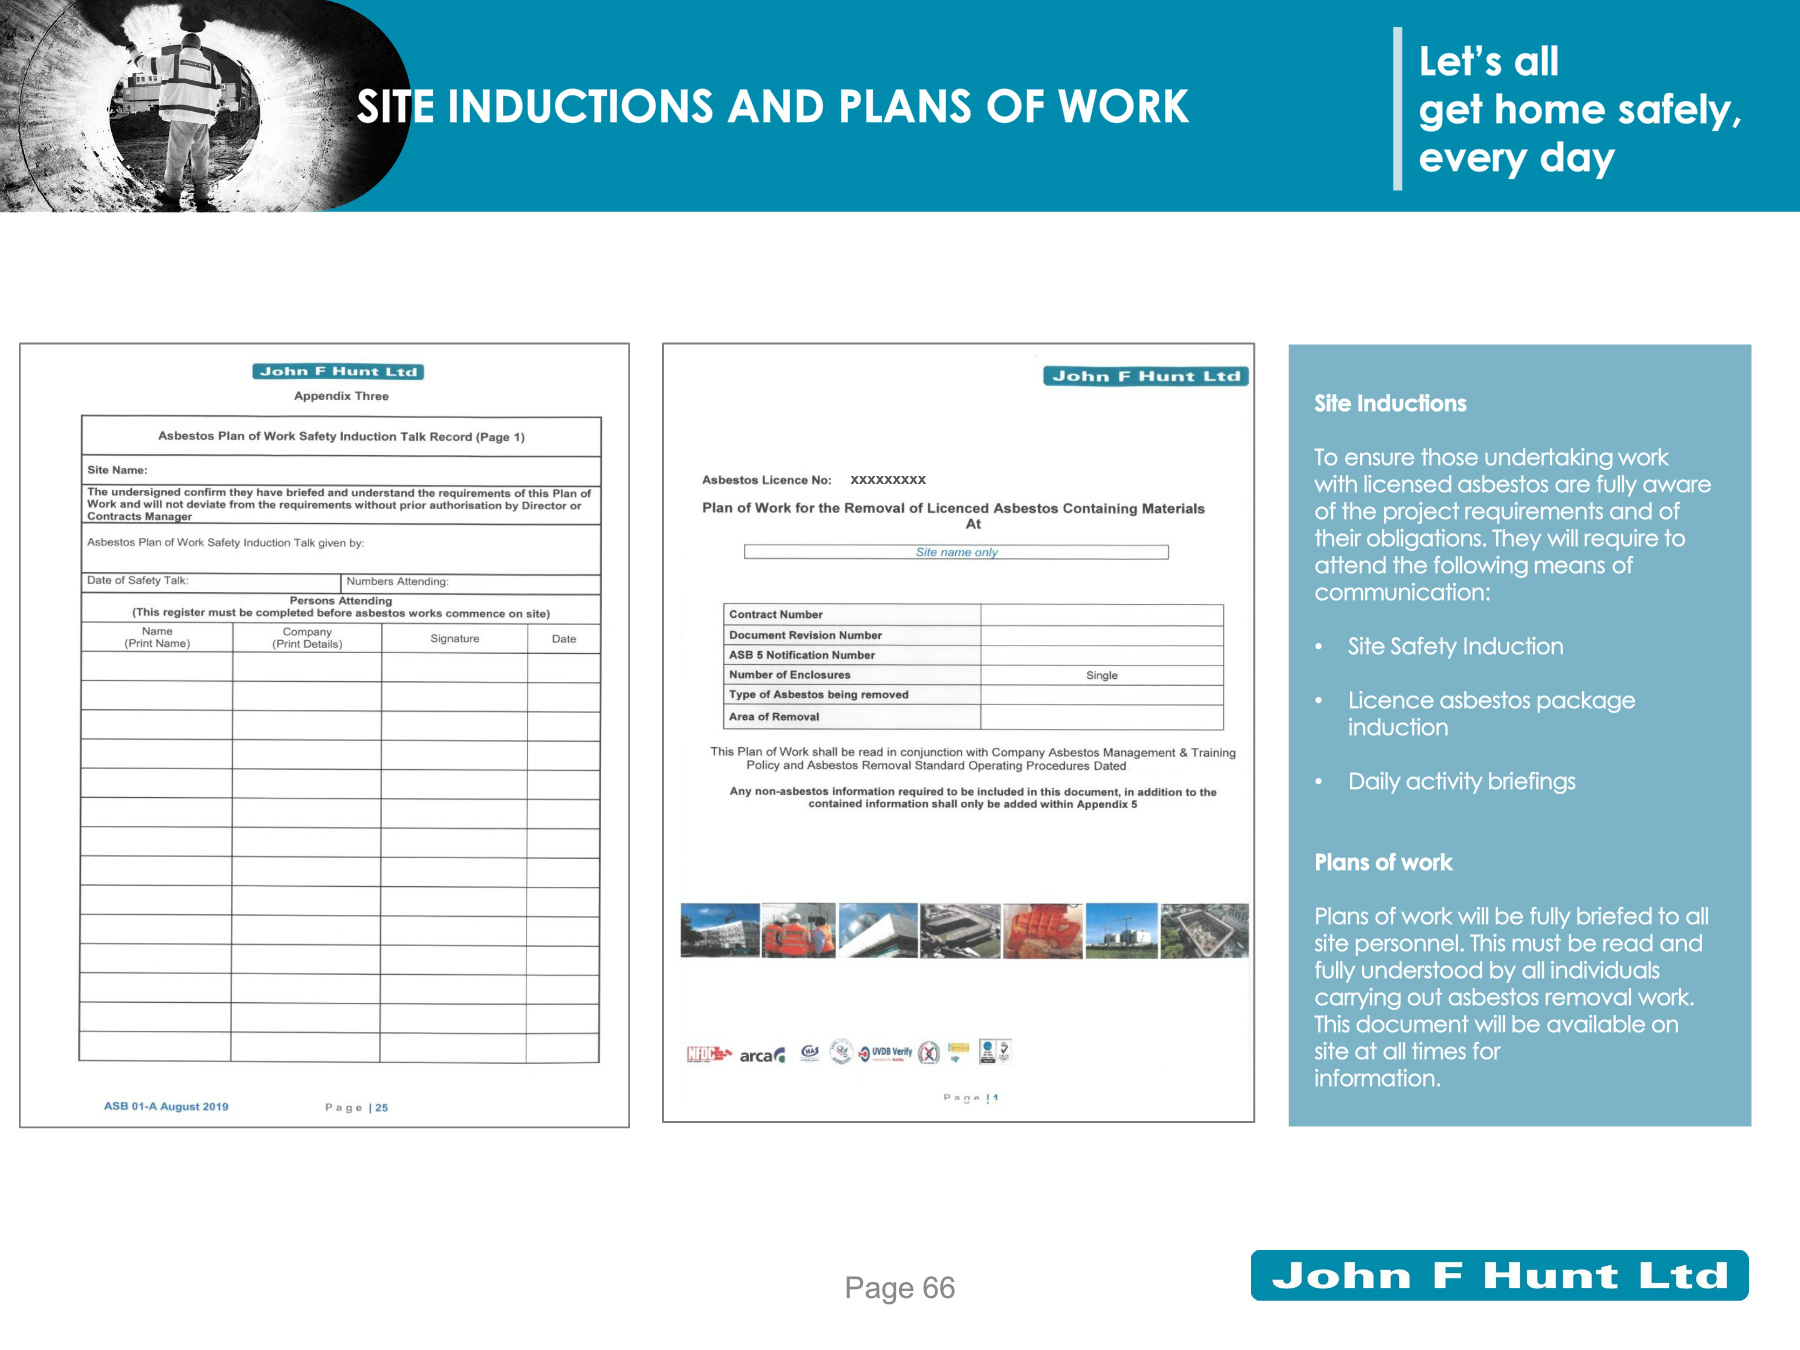 SITE INDUCTIONS AND PLANS OF WORK
Let's all
get home safely,
every day
John F Hunt Ltd
Appendix Three
Asbestos Plan of Work Safety Induction Talk Record (Page 1)
Site Name:
The undersigned confirm they have briefed and understand the requirements of this Plan of
Work and will not deviate from the requirements without prior authorisation by Director or
Contracts Manager
Asbestos Plan of Work Safety Induction Talk given by:
Date of Safety Talk: Numbers Attending:
Persons Attending
(This register must be completed before asbestos works commence on site)
Name Company Signature Date
(Print Name) (Print Details)
ASB 01-A August 2019 Page | 25
John F Hunt Ltd
Asbestos Licence No: XXXXXXXXX
Plan of Work for the Removal of Licenced Asbestos Containing Materials
At
Site name only
Contract Number
Document Revision Number
ASB 5 Notification Number
Number of Enclosures Single
Type of Asbestos being removed
Area of Removal
This Plan of Work shall be read in conjunction with Company Asbestos Management & Training
Policy and Asbestos Removal Standard Operating Procedures Dated
Any non-asbestos information required to be included in this document, in addition to the
contained information shall only be added within Appendix 5
NFDC arca CHAS UVDB Verify
Page | 1
Site Inductions
To ensure those undertaking work
with licensed asbestos are fully aware
of the project requirements and of
their obligations. They will require to
attend the following means of
communication:
• Site Safety Induction
• Licence asbestos package
induction
• Daily activity briefings
Plans of work
Plans of work will be fully briefed to all
site personnel. This must be read and
fully understood by all individuals
carrying out asbestos removal work.
This document will be available on
site at all times for
information.
Page 66
John F Hunt Ltd